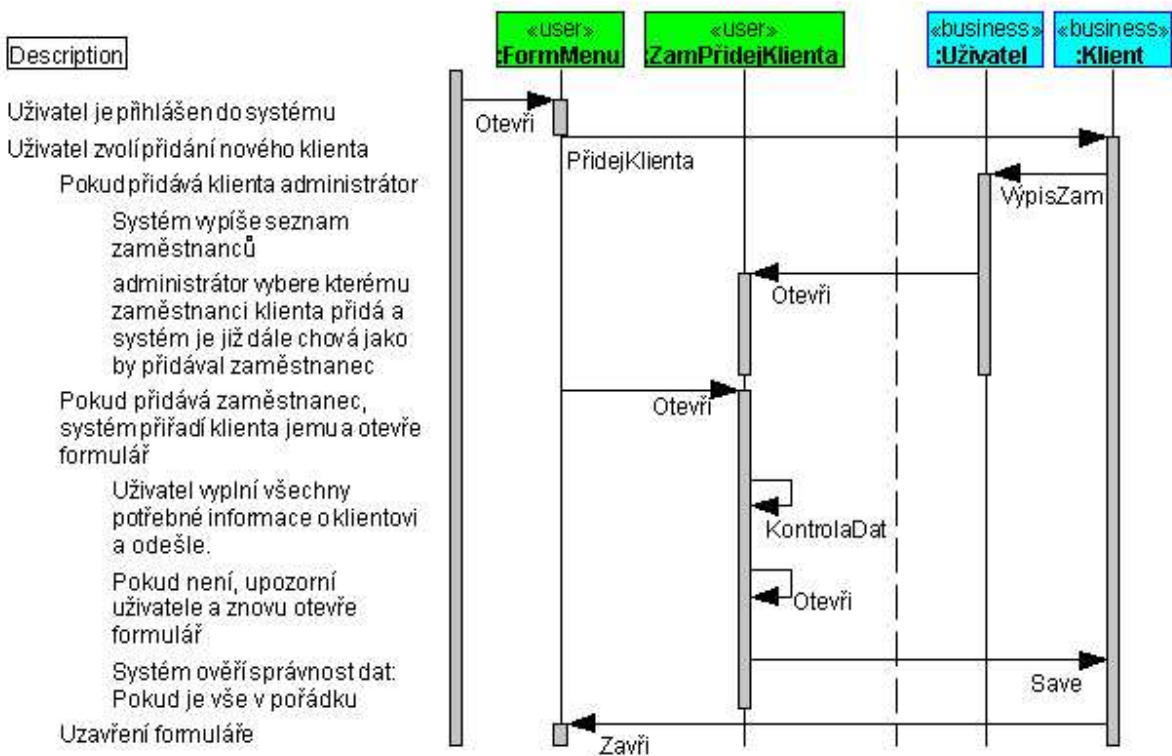 «user»
:FormMenu
«user»
:ZamPřidejKlienta
«business»
:Uživatel
«business»
:Klient
Description
Uživatel je přihlášen do systému
Otevři
Uživatel zvolí přidání nového klienta
PřidejKlienta
Pokud přidává klienta administrátor
VýpisZam
Systém vypíše seznam
zaměstnanců
administrátor vybere kterému
zaměstnanci klienta přidá a
systém je již dále chová jako
by přidával zaměstnanec
Otevři
Pokud přidává zaměstnanec,
systém přiřadí klienta jemu a otevře
formulář
Otevři
Uživatel vyplní všechny
potřebné informace o klientovi
a odešle.
KontrolaDat
Pokud není, upozorní
uživatele a znovu otevře
formulář
Otevři
Systém ověří správnost dat:
Pokud je vše v pořádku
Save
Uzavření formuláře
Zavři